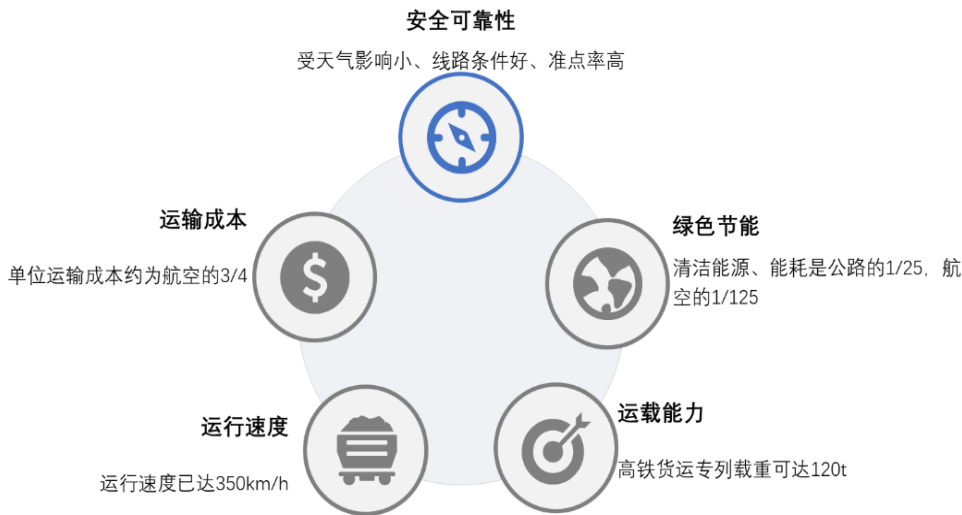 安全可靠性
受天气影响小、线路条件好、准点率高
运输成本
单位运输成本约为航空的3/4
绿色节能
清洁能源、能耗是公路的1/25，航
空的1/125
运行速度
运行速度已达350km/h
运载能力
高铁货运专列载重可达120t